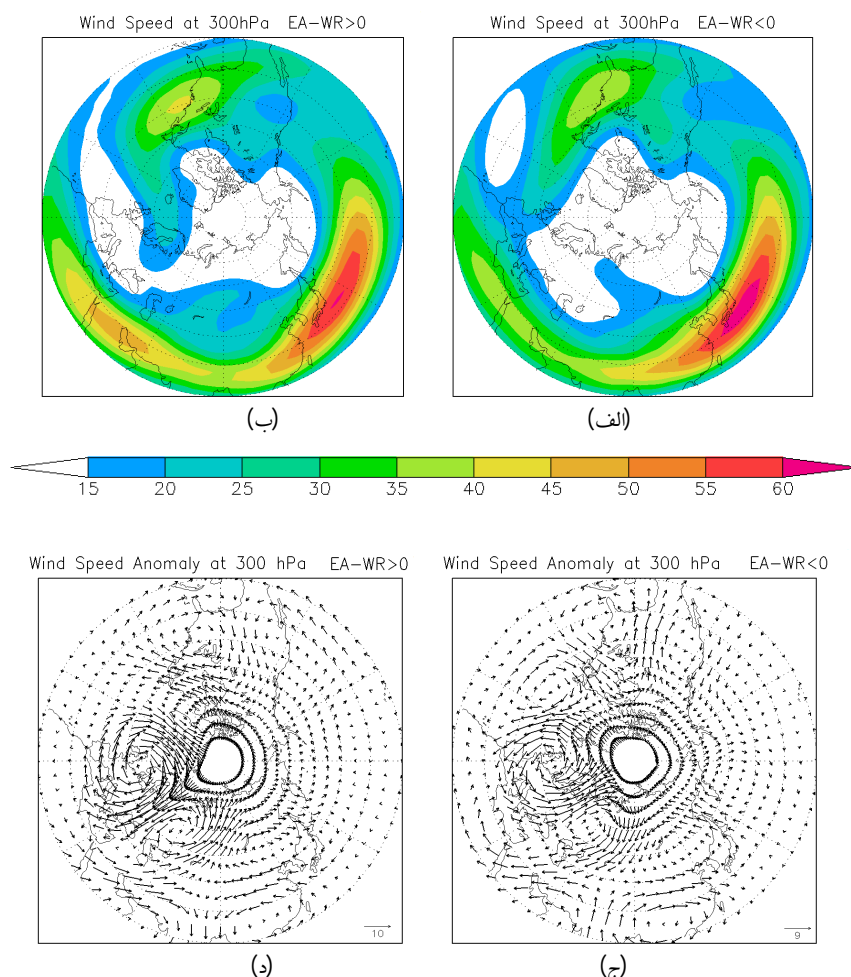 Wind Speed at 300hPa EA-WR>0
Wind Speed at 300hPa EA-WR<0
(ب)
(الف)
15 20 25 30 35 40 45 50 55 60
Wind Speed Anomaly at 300 hPa EA-WR>0
Wind Speed Anomaly at 300 hPa EA-WR<0
10
9
(د)
(ج)